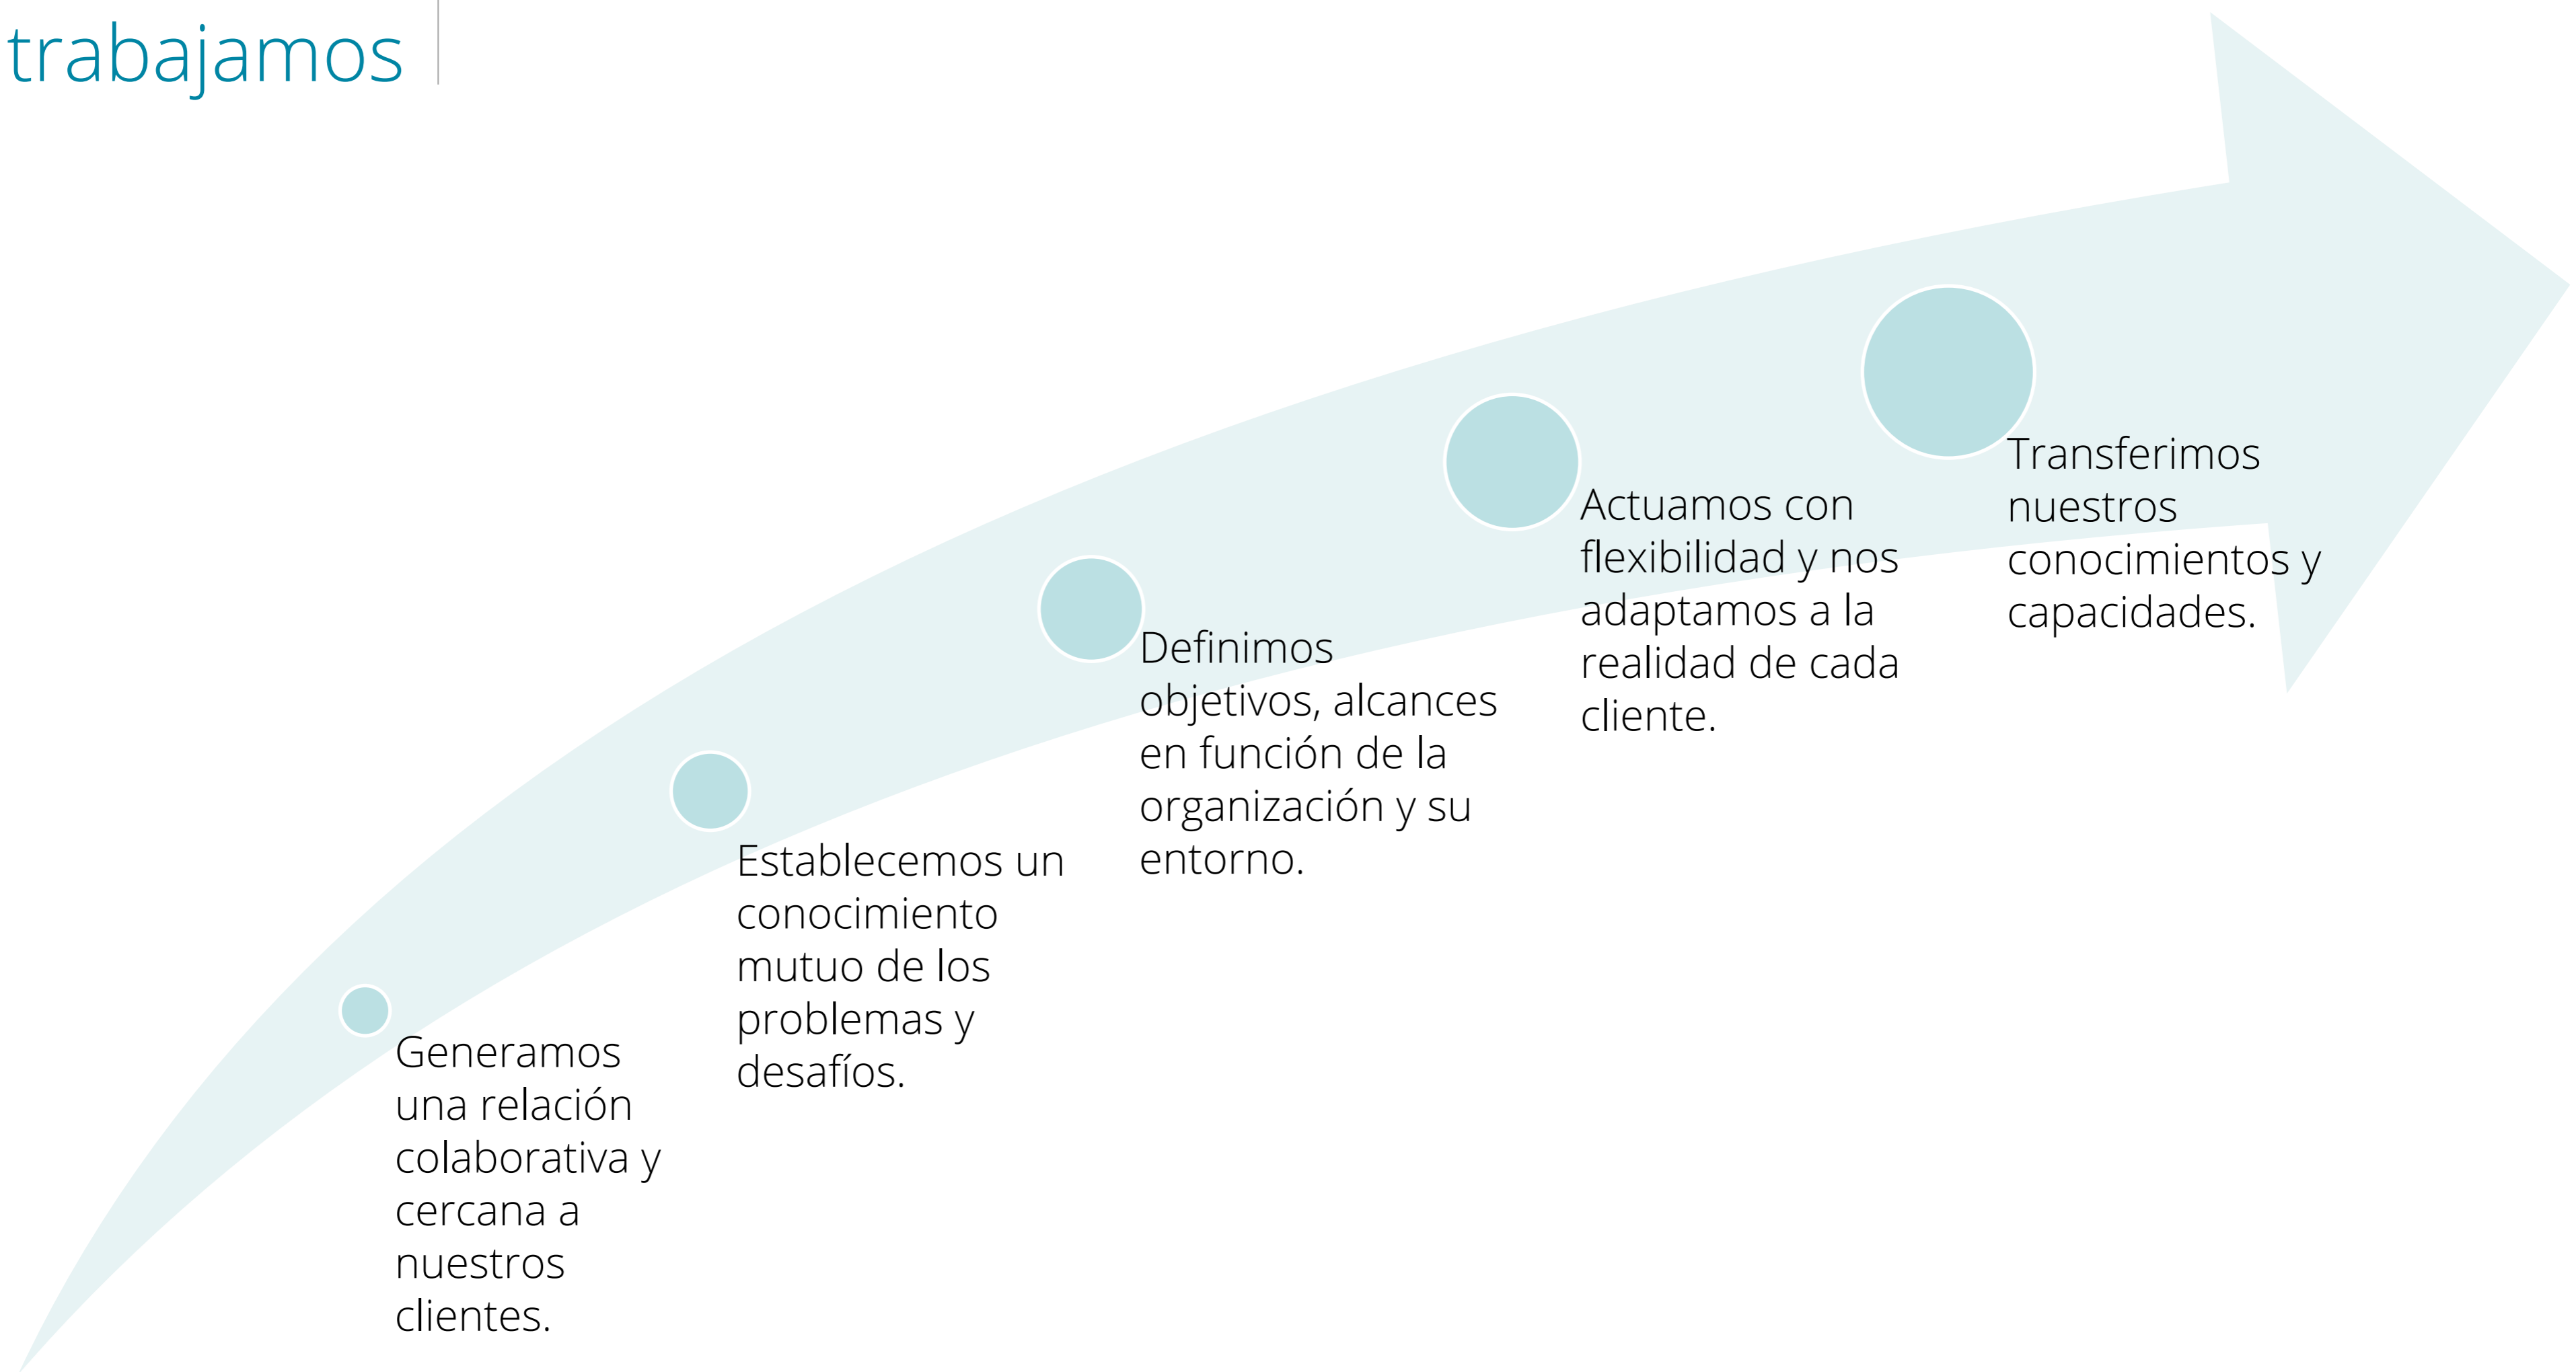 trabajamos
Generamos
una relación
colaborativa y
cercana a
nuestros
clientes.
Establecemos un
conocimiento
mutuo de los
problemas y
desafíos.
Definimos
objetivos, alcances
en función de la
organización y su
entorno.
Actuamos con
flexibilidad y nos
adaptamos a la
realidad de cada
cliente.
Transferimos
nuestros
conocimientos y
capacidades.